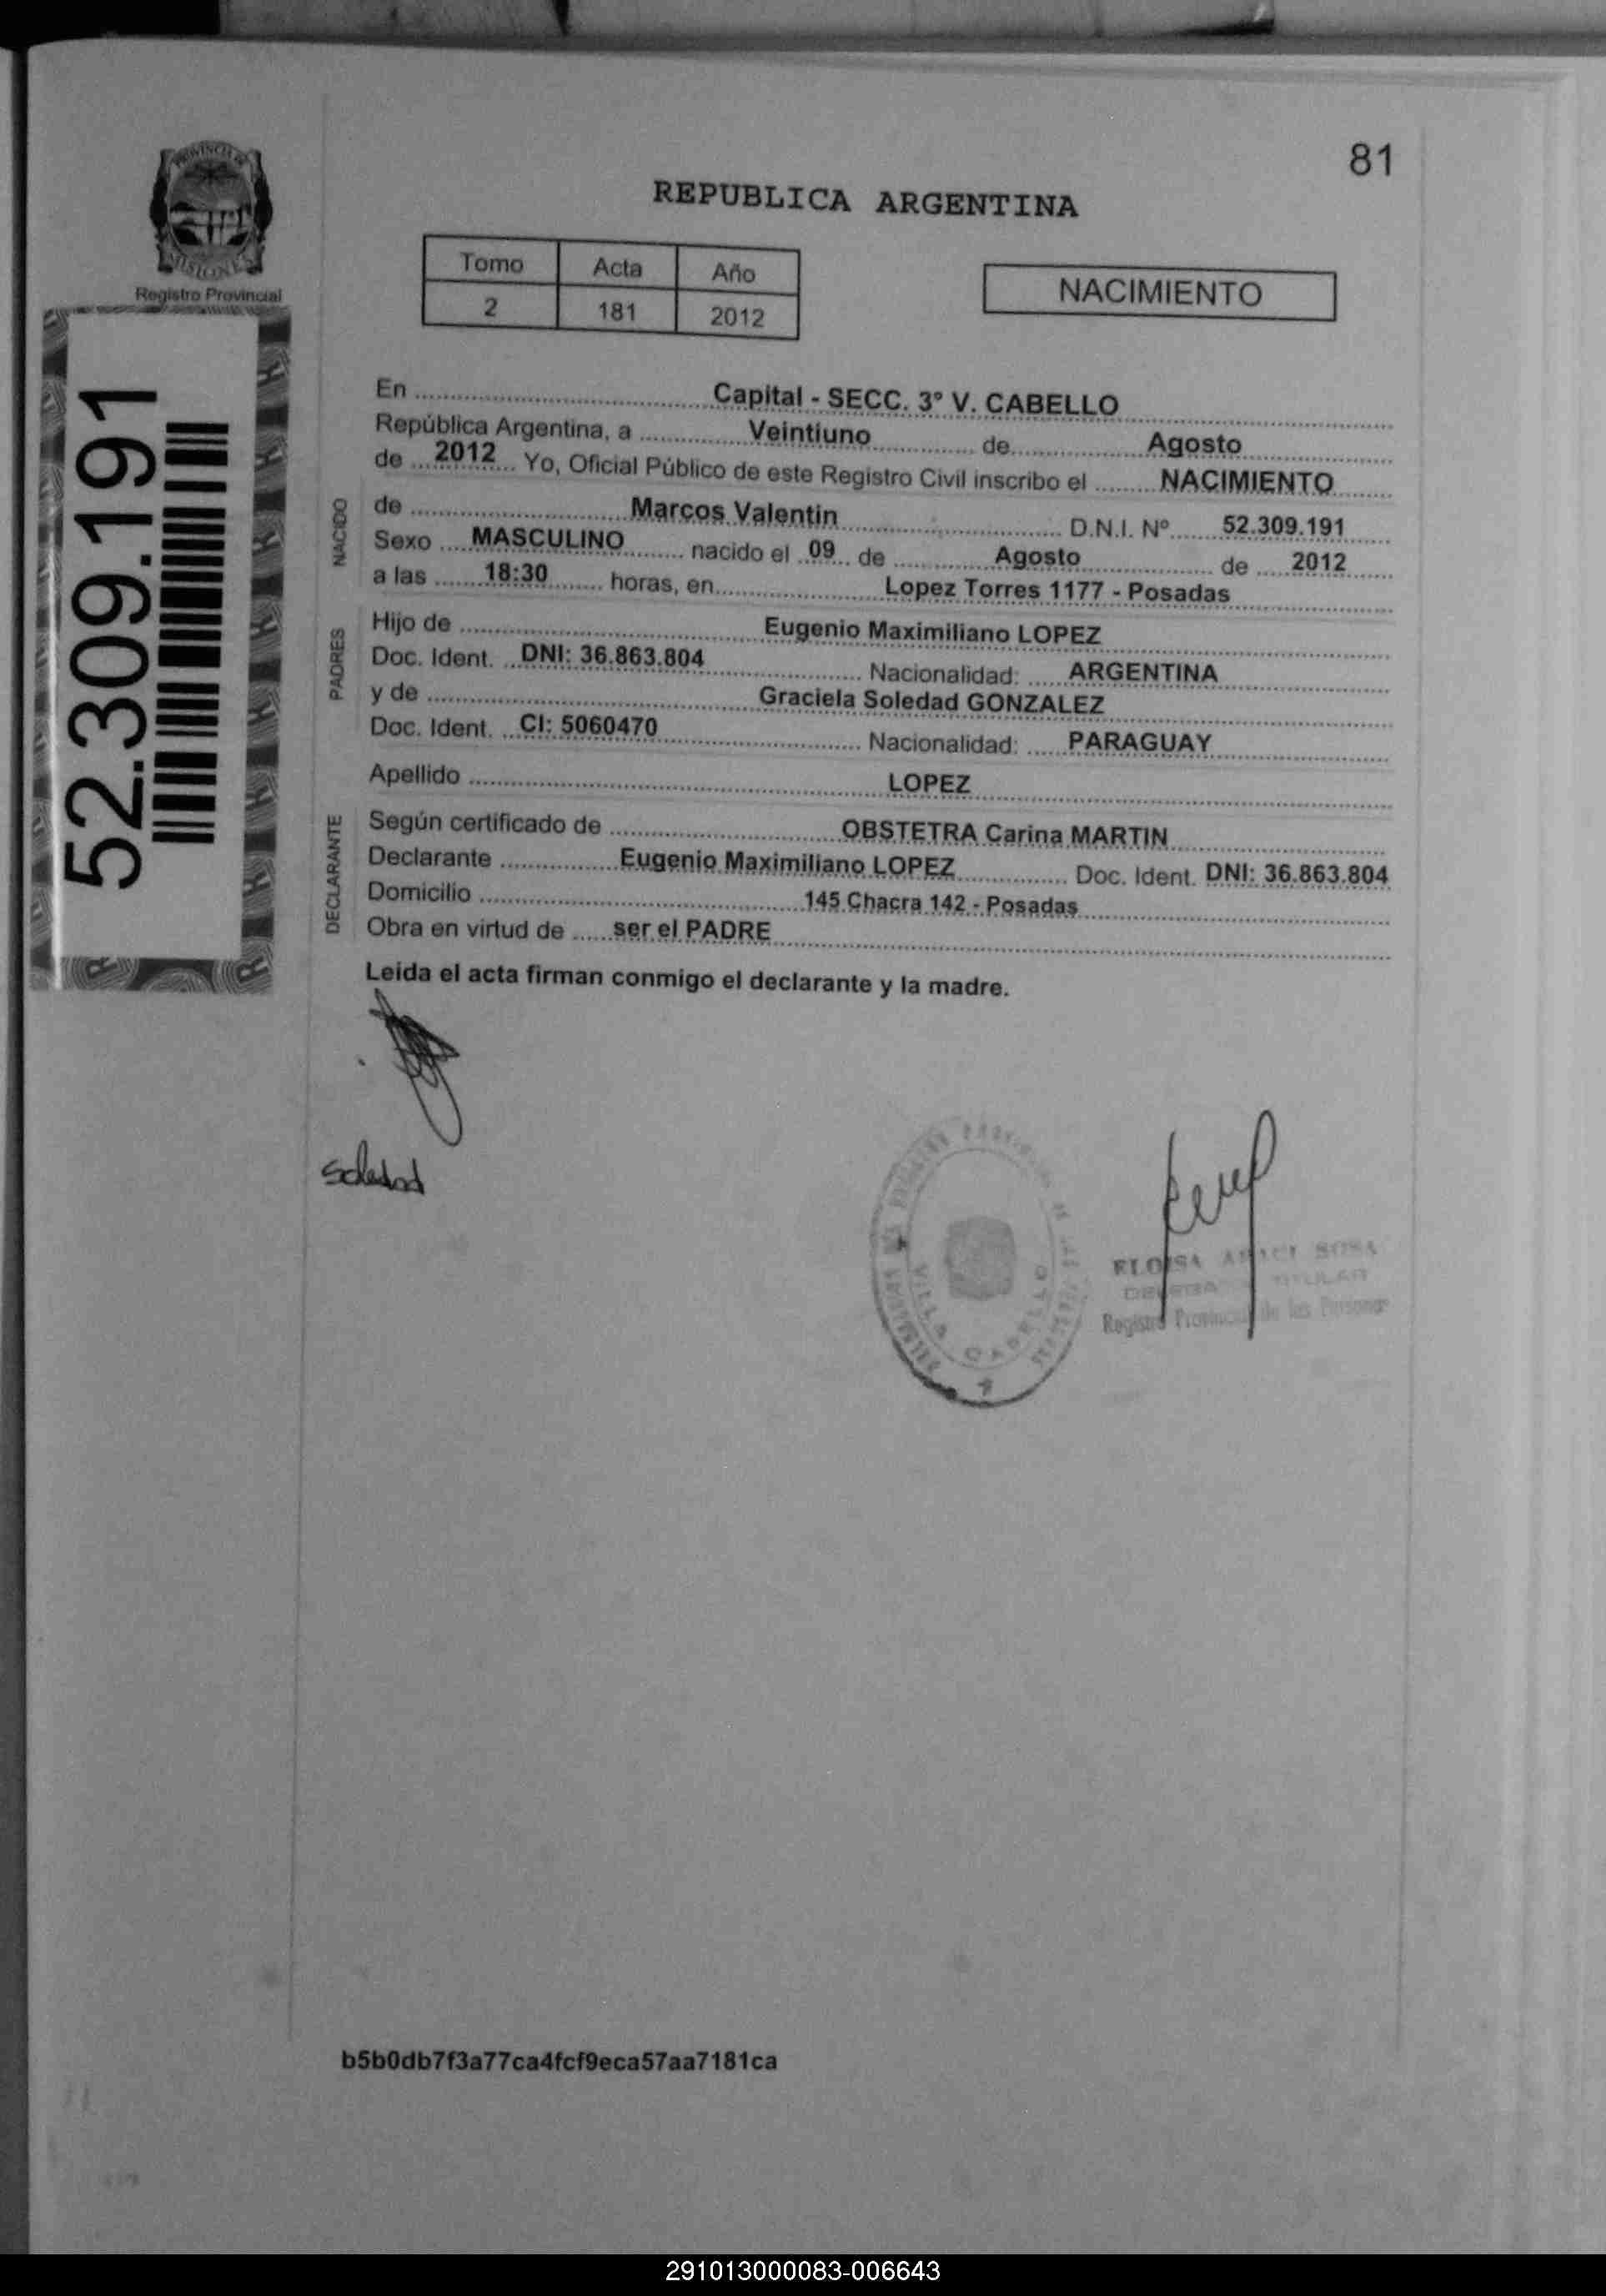 81
REPUBLICA ARGENTINA
PROVINCIA DE
MISIONES
Registro Provincial
Tomo Acta Año
2 181 2012
NACIMIENTO
52.309.191
En Capital - SECC. 3° V. CABELLO
República Argentina, a Veintiuno de Agosto
de 2012 Yo, Oficial Público de este Registro Civil inscribo el NACIMIENTO
NACIDO
de Marcos Valentin D.N.I. Nº 52.309.191
Sexo MASCULINO nacido el 09 de Agosto de 2012
a las 18:30 horas, en Lopez Torres 1177 - Posadas
PADRES
Hijo de Eugenio Maximiliano LOPEZ
Doc. Ident. DNI: 36.863.804 Nacionalidad: ARGENTINA
y de Graciela Soledad GONZALEZ
Doc. Ident. CI: 5060470 Nacionalidad: PARAGUAY
Apellido LOPEZ
DECLARANTE
Según certificado de OBSTETRA Carina MARTIN
Declarante Eugenio Maximiliano LOPEZ Doc. Ident. DNI: 36.863.804
Domicilio 145 Chacra 142 - Posadas
Obra en virtud de ser el PADRE
Leida el acta firman conmigo el declarante y la madre.
Soledad
VILLA CABELLO
ELOISA SOSA
TITULAR
Registro Provincial de las Personas
b5b0db7f3a77ca4fcf9eca57aa7181ca
291013000083-006643